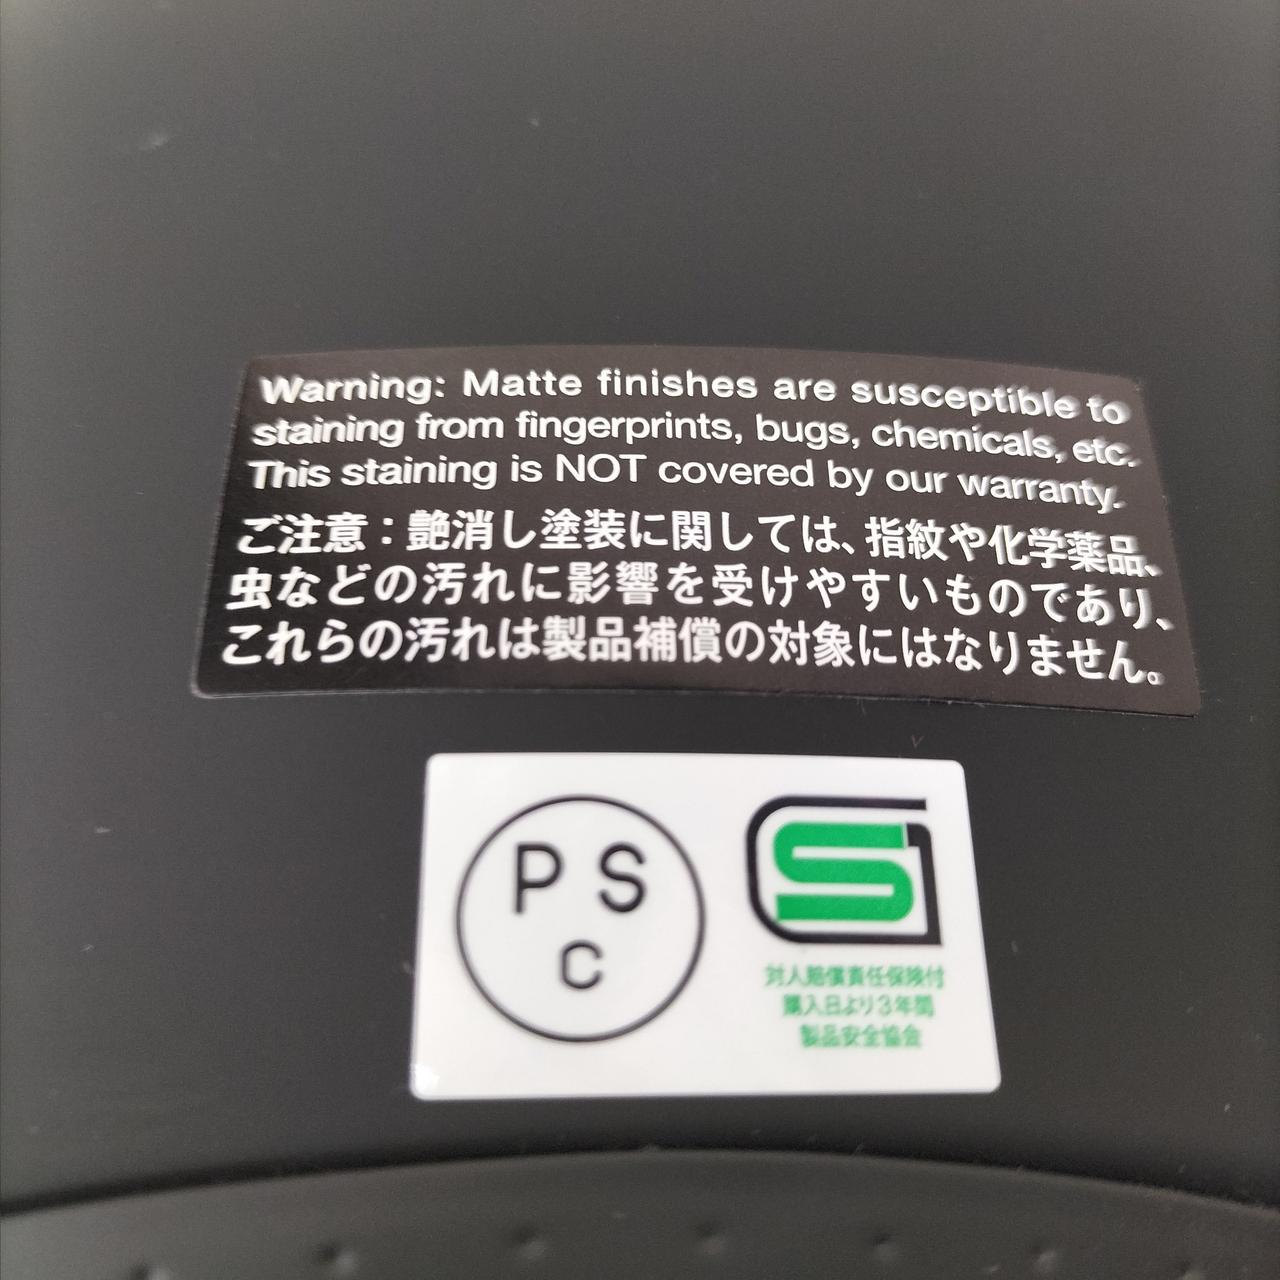 Warning: Matte finishes are susceptible to
staining from fingerprints, bugs, chemicals, etc.
This staining is NOT covered by our warranty.
ご注意：艶消し塗装に関しては、指紋や化学薬品、
虫などの汚れに影響を受けやすいものであり、
これらの汚れは製品補償の対象にはなりません。
P S
C
S
対人賠償責任保険付
購入日より3年間
製品安全協会